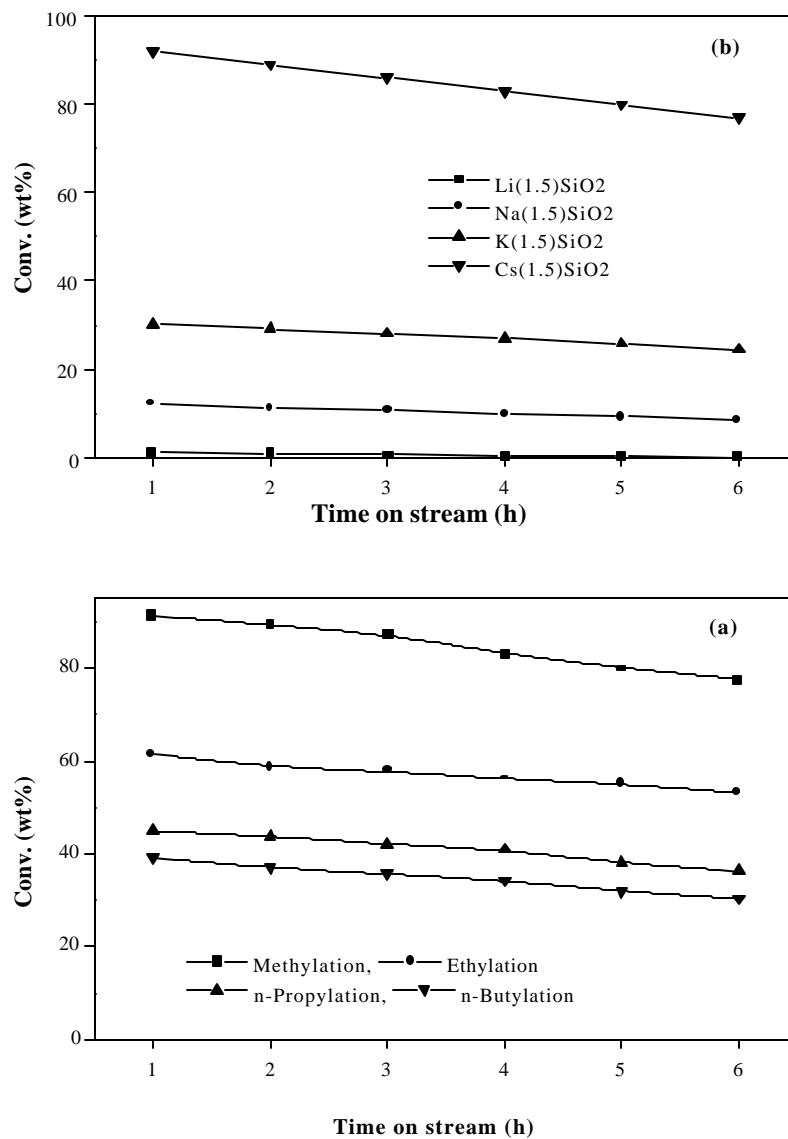 100
(b)
80
Li(1.5)SiO2
Na(1.5)SiO2
60
K(1.5)SiO2
Cs(1.5)SiO2
Conv. (wt%)
40
20
0
1 2 3 4 5 6
Time on stream (h)
(a)
80
60
Conv. (wt%)
40
20
Methylation, Ethylation
n-Propylation, n-Butylation
0
1 2 3 4 5 6
Time on stream (h)